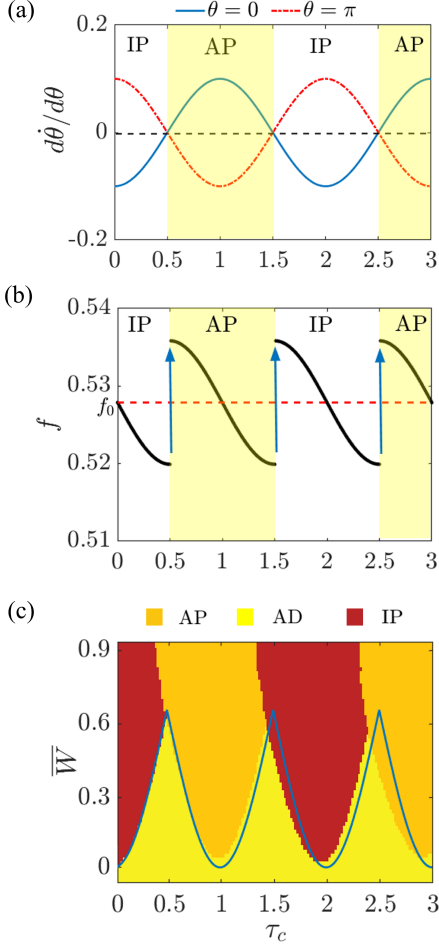 (a)
θ = 0 θ = π
IP AP IP AP
0.2
0
-0.2
dθ̇/dθ
0 0.5 1 1.5 2 2.5 3
(b)
IP AP IP AP
0.54
0.53
f₀
0.52
0.51
f
0 0.5 1 1.5 2 2.5 3
(c)
AP AD IP
0.9
0.6
0.3
0
W̅
0 0.5 1 1.5 2 2.5 3
τ_c